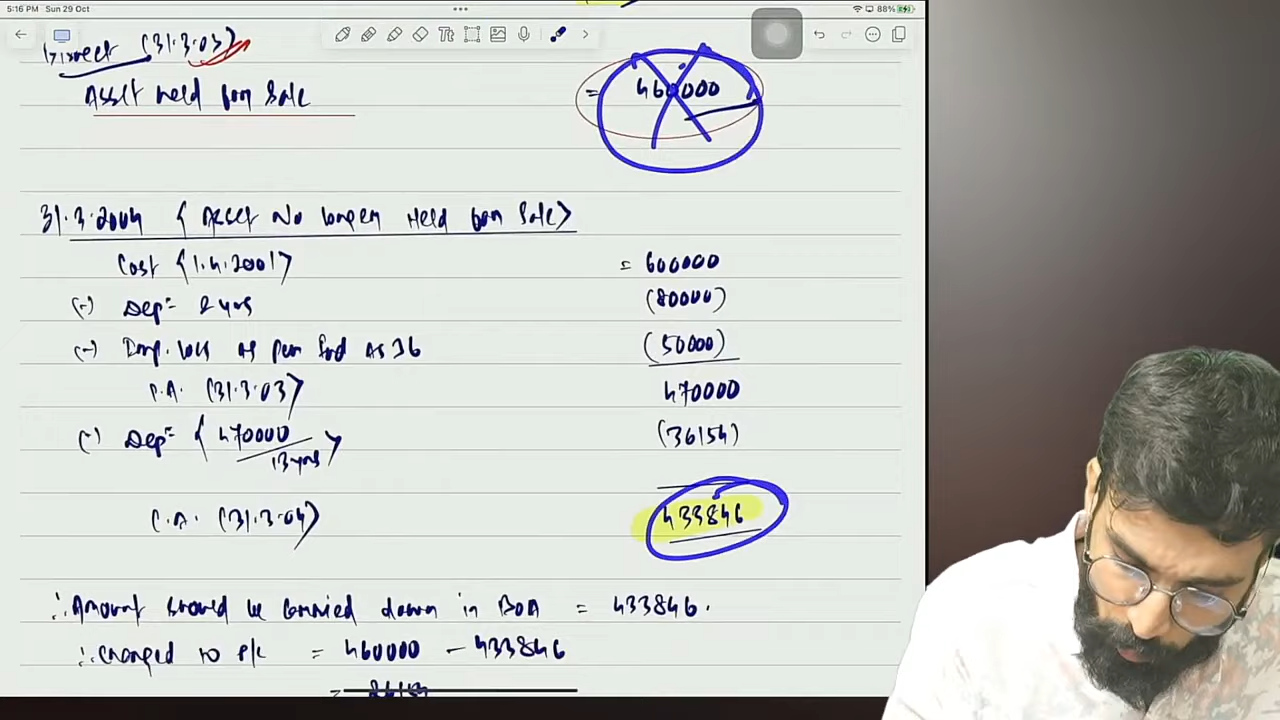 5:16 PM Sun 29 Oct
88%
Direct (31.3.03)
Asset Held for Sale
= 460000
31.3.2004 { Asset No longer Held for Sale}
Cost {1.4.2001} = 600000
(-) Depⁿ 2 yrs (80000)
(-) Imp. loss as per Ind AS 36 (50000)
C.A. (31.3.03) 470000
(-) Depⁿ { 470000 / 13 yrs } (36154)
C.A. (31.3.04) 433846
∴ Amount should be carried down in BOA = 433846.
∴ Charged to P/L = 460000 - 433846
= 26154